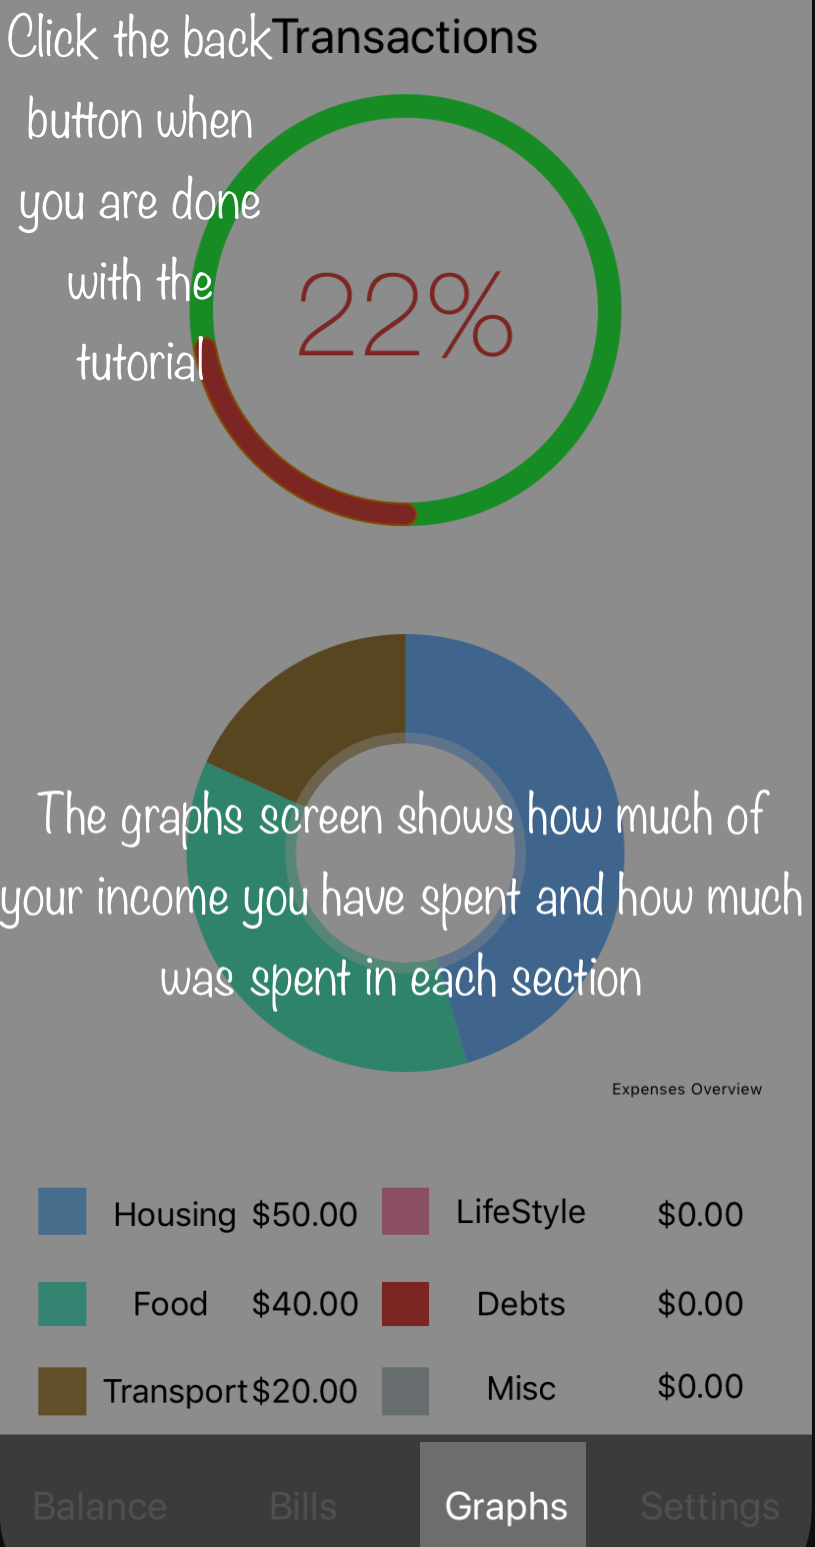 Click the back
button when
you are done
with the
tutorial
Transactions
22%
The graphs screen shows how much of
your income you have spent and how much
was spent in each section
Expenses Overview
Housing $50.00 LifeStyle $0.00
Food $40.00 Debts $0.00
Transport $20.00 Misc $0.00
Balance Bills Graphs Settings